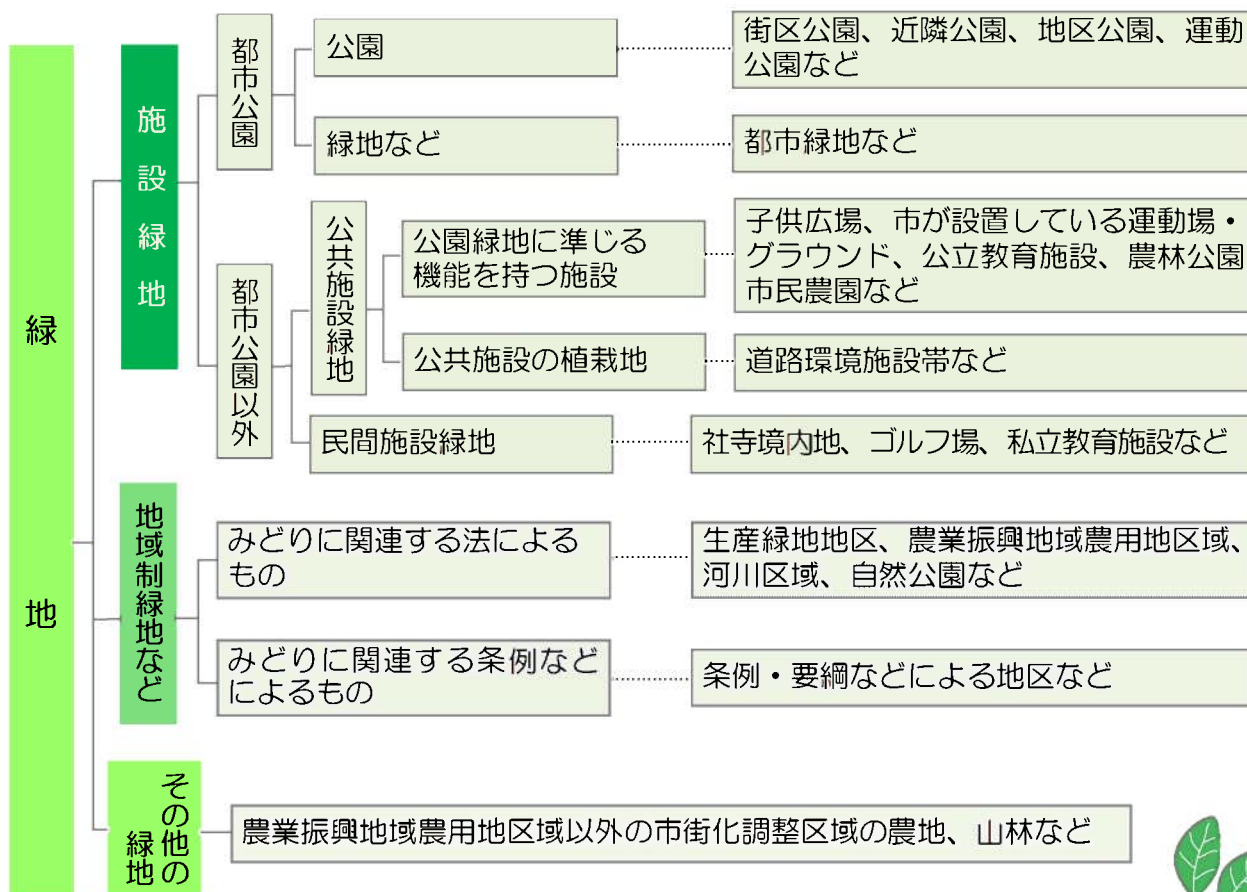 緑地
施設緑地
都市公園
公園
街区公園、近隣公園、地区公園、運動
公園など
緑地など
都市緑地など
都市公園以外
公共施設緑地
公園緑地に準じる
機能を持つ施設
子供広場、市が設置している運動場・
グラウンド、公立教育施設、農林公園
市民農園など
公共施設の植栽地
道路環境施設帯など
民間施設緑地
社寺境内地、ゴルフ場、私立教育施設など
地域制緑地など
みどりに関連する法による
もの
生産緑地地区、農業振興地域農用地区域、
河川区域、自然公園など
みどりに関連する条例など
によるもの
条例・要綱などによる地区など
その他の
緑地
農業振興地域農用地区域以外の市街化調整区域の農地、山林など